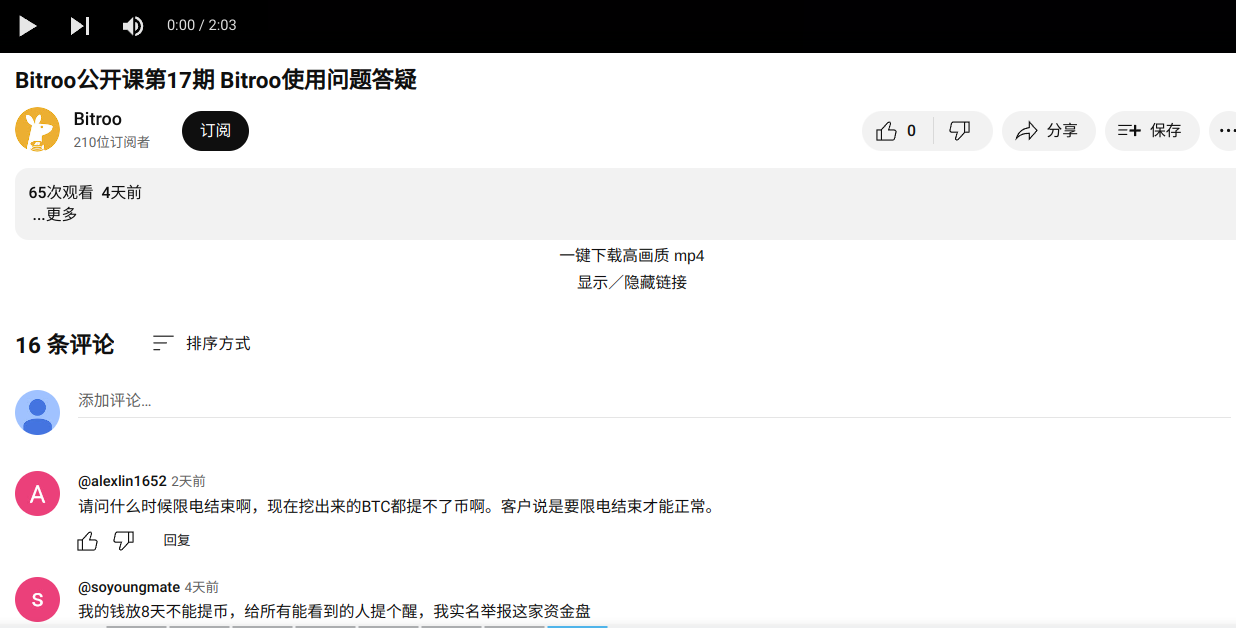 0:00 / 2:03
Bitroo公开课第17期 Bitroo使用问题答疑
Bitroo
210位订阅者
订阅
0
分享
保存
65次观看 4天前
...更多
一键下载高画质 mp4
显示／隐藏链接
16 条评论
排序方式
添加评论...
A
@alexlin1652 2天前
请问什么时候限电结束啊，现在挖出来的BTC都提不了币啊。客户说是要限电结束才能正常。
回复
S
@soyoungmate 4天前
我的钱放8天不能提币，给所有能看到的人提个醒，我实名举报这家资金盘